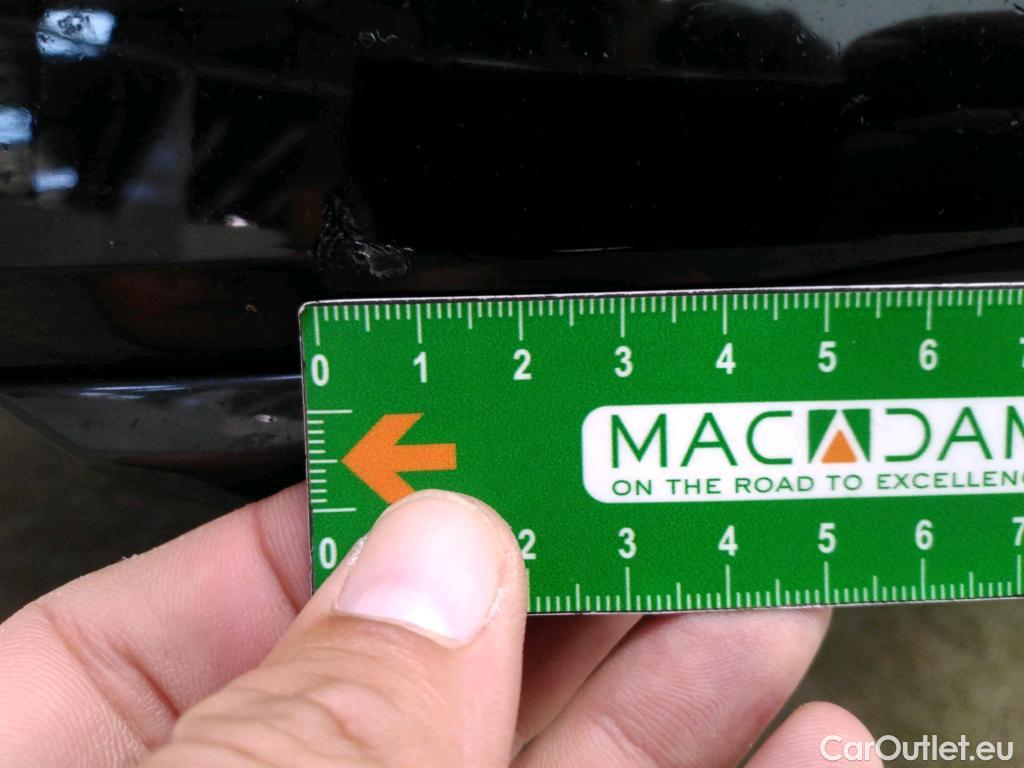 0 1 2 3 4 5 6
MACADAM
ON THE ROAD TO EXCELLENC
0 2 3 4 5 6 7
CarOutlet.eu